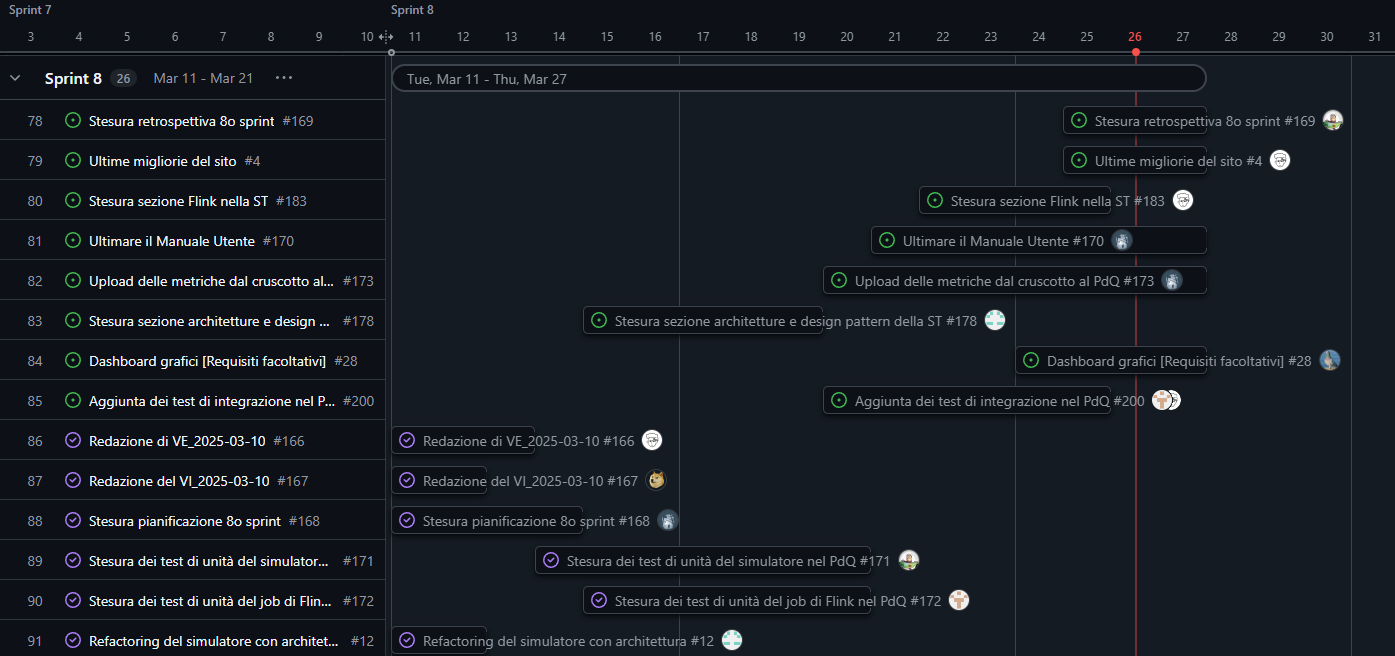 Sprint 7 Sprint 8
3 4 5 6 7 8 9 10 11 12 13 14 15 16 17 18 19 20 21 22 23 24 25 26 27 28 29 30 31
Sprint 8 26 Mar 11 - Mar 21 ··· Tue, Mar 11 - Thu, Mar 27
78 Stesura retrospettiva 8o sprint #169 Stesura retrospettiva 8o sprint #169
79 Ultime migliorie del sito #4 Ultime migliorie del sito #4
80 Stesura sezione Flink nella ST #183 Stesura sezione Flink nella ST #183
81 Ultimare il Manuale Utente #170 Ultimare il Manuale Utente #170
82 Upload delle metriche dal cruscotto al... #173 Upload delle metriche dal cruscotto al PdQ #173
83 Stesura sezione architetture e design ... #178 Stesura sezione architetture e design pattern della ST #178
84 Dashboard grafici [Requisiti facoltativi] #28 Dashboard grafici [Requisiti facoltativi] #28
85 Aggiunta dei test di integrazione nel P... #200 Aggiunta dei test di integrazione nel PdQ #200
86 Redazione di VE_2025-03-10 #166 Redazione di VE_2025-03-10 #166
87 Redazione del VI_2025-03-10 #167 Redazione del VI_2025-03-10 #167
88 Stesura pianificazione 8o sprint #168 Stesura pianificazione 8o sprint #168
89 Stesura dei test di unità del simulator... #171 Stesura dei test di unità del simulatore nel PdQ #171
90 Stesura dei test di unità del job di Flin... #172 Stesura dei test di unità del job di Flink nel PdQ #172
91 Refactoring del simulatore con architet... #12 Refactoring del simulatore con architettura #12